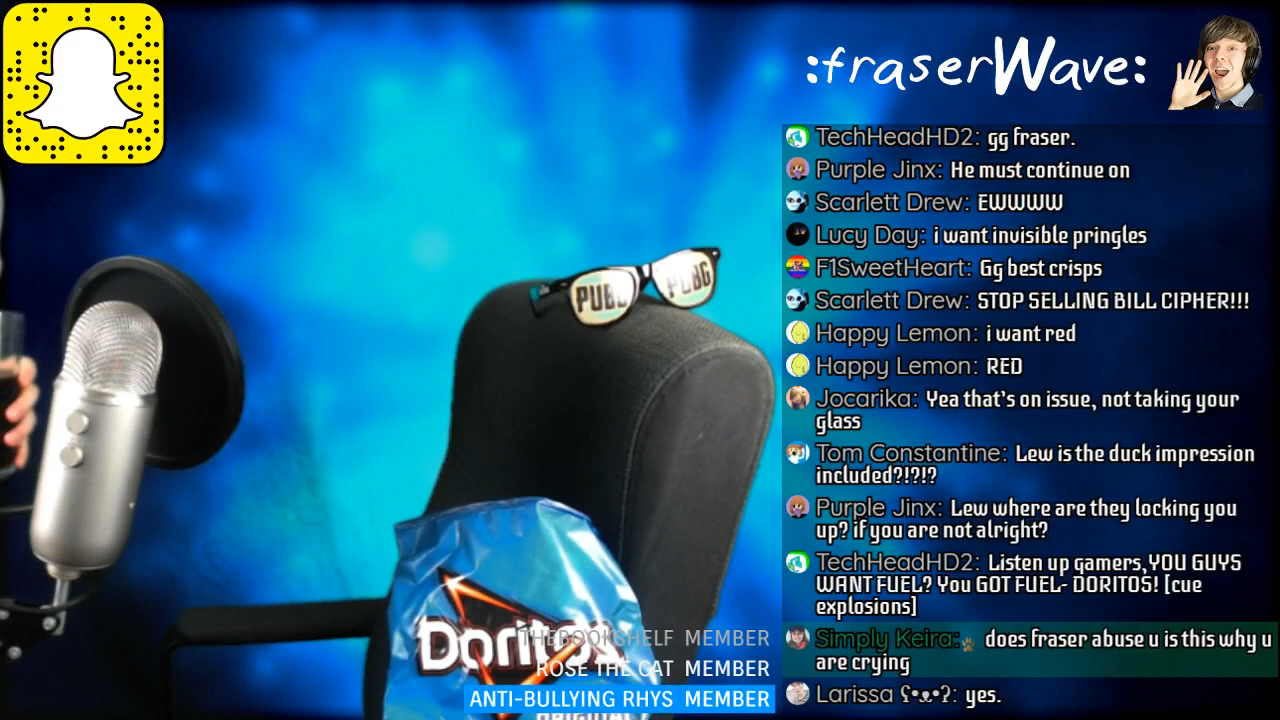 :fraserWave:
TechHeadHD2: gg fraser.
Purple Jinx: He must continue on
Scarlett Drew: EWWWW
Lucy Day: i want invisible pringles
F1SweetHeart: Gg best crisps
Scarlett Drew: STOP SELLING BILL CIPHER!!!
Happy Lemon: i want red
Happy Lemon: RED
Jocarika: Yea that's on issue, not taking your
glass
Tom Constantine: Lew is the duck impression
included?!?!?
Purple Jinx: Lew where are they locking you
up? if you are not alright?
TechHeadHD2: Listen up gamers,YOU GUYS
WANT FUEL? You GOT FUEL- DORITOS! [cue
explosions]
Simply Keira: does fraser abuse u is this why u
are crying
Larissa ʕ•ᴥ•ʔ: yes.
PUBG PUBG
Doritos
THEBOOKSHELF MEMBER
ROSE THE CAT MEMBER
ANTI-BULLYING RHYS MEMBER
ORIGINAL